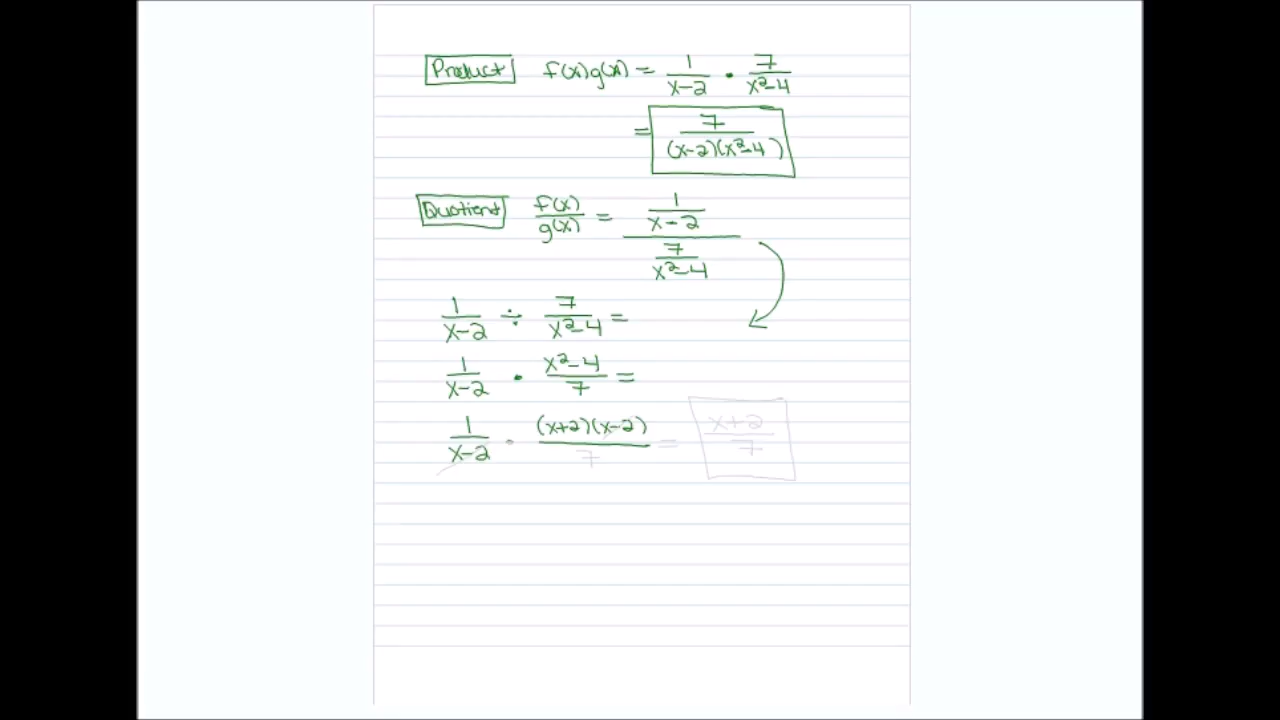 Product f(x)g(x) = 1/(x-2) • 7/(x²-4)
= 7/((x-2)(x²-4))
Quotient f(x)/g(x) = (1/(x-2))/(7/(x²-4))
1/(x-2) ÷ 7/(x²-4) =
1/(x-2) • (x²-4)/7 =
1/(x-2) • ((x+2)(x-2))/7 = (x+2)/7